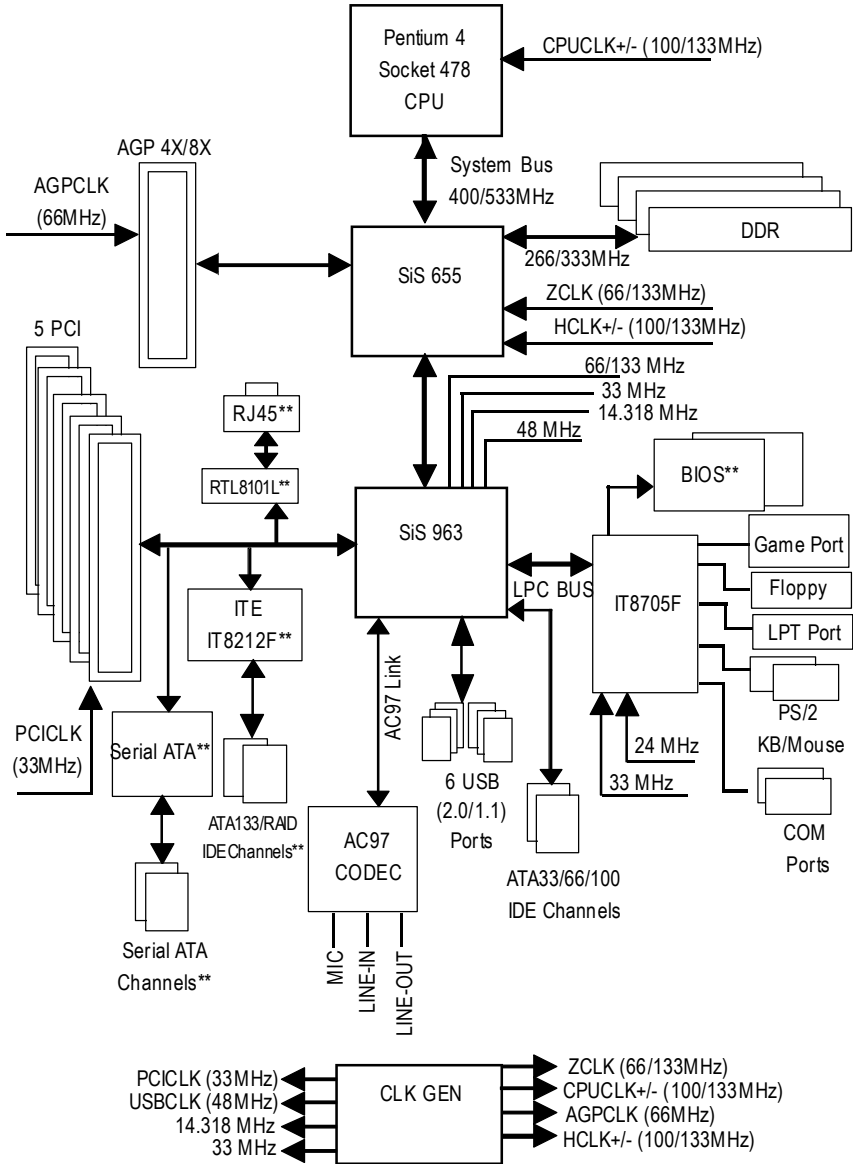 Pentium 4
Socket 478
CPU
CPUCLK+/- (100/133MHz)
AGP 4X/8X
System Bus
400/533MHz
AGPCLK
(66MHz)
DDR
266/333MHz
SiS 655
ZCLK (66/133MHz)
HCLK+/- (100/133MHz)
5 PCI
66/133 MHz
33 MHz
14.318 MHz
48 MHz
RJ45**
RTL8101L**
BIOS**
SiS 963
Game Port
LPC BUS
IT8705F
Floppy
LPT Port
ITE
IT8212F**
AC97 Link
PS/2
KB/Mouse
PCICLK
(33MHz)
Serial ATA**
24 MHz
33 MHz
6 USB
(2.0/1.1)
Ports
ATA133/RAID
IDE Channels**
AC97
CODEC
COM
Ports
ATA33/66/100
IDE Channels
Serial ATA
Channels**
MIC
LINE-IN
LINE-OUT
CLK GEN
PCICLK (33MHz)
USBCLK (48MHz)
14.318 MHz
33 MHz
ZCLK (66/133MHz)
CPUCLK+/- (100/133MHz)
AGPCLK (66MHz)
HCLK+/- (100/133MHz)